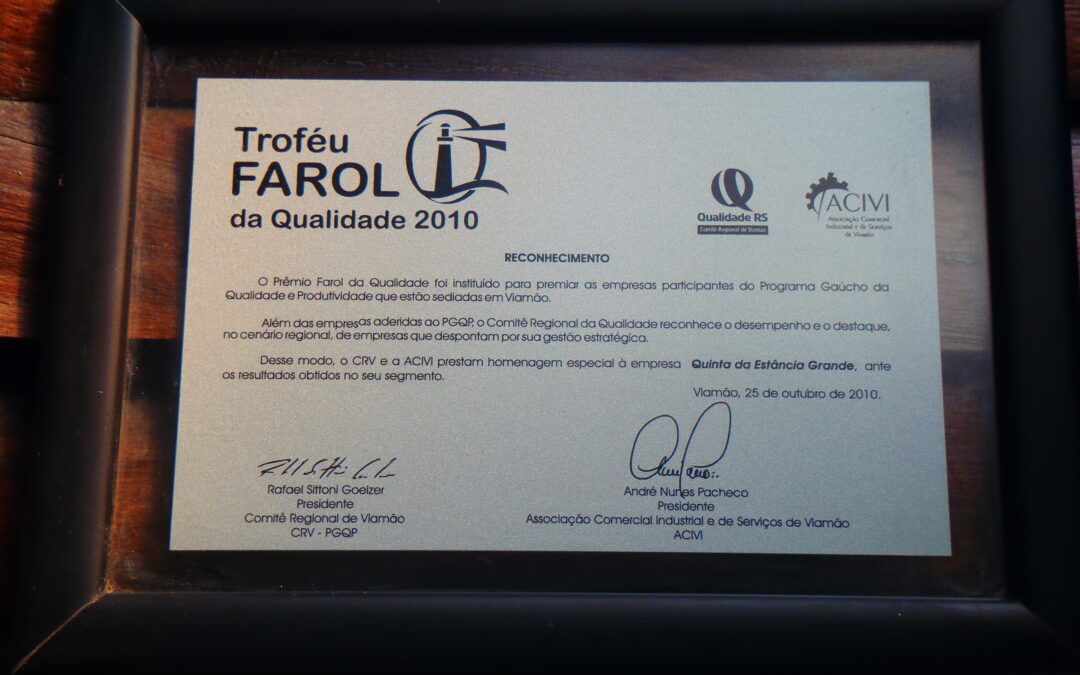 Troféu
FAROL
da Qualidade 2010
Qualidade RS
Comitê Regional de Viamão
ACIVI
Associação Comercial
Industrial e de Serviços
de Viamão
RECONHECIMENTO
O Prêmio Farol da Qualidade foi instituído para premiar as empresas participantes do Programa Gaúcho da
Qualidade e Produtividade que estão sediadas em Viamão.
Além das empresas aderidas ao PGQP, o Comitê Regional da Qualidade reconhece o desempenho e o destaque,
no cenário regional, de empresas que despontam por sua gestão estratégica.
Desse modo, o CRV e a ACIVI prestam homenagem especial à empresa Quinta da Estância Grande, ante
os resultados obtidos no seu segmento.
Viamão, 25 de outubro de 2010.
Rafael Sittoni Goelzer
Presidente
Comitê Regional de Viamão
CRV - PGQP
André Nunes Pacheco
Presidente
Associação Comercial Industrial e de Serviços de Viamão
ACIVI